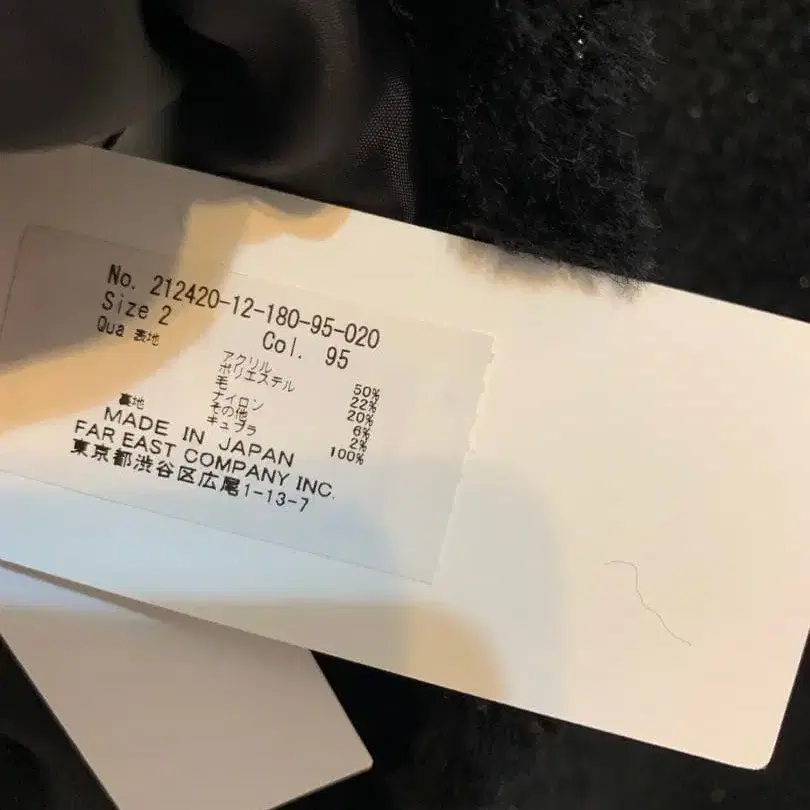 No. 212420-12-180-95-020
Size 2 Col. 95
Qua 表地
アクリル 50%
ポリエステル 22%
毛 20%
ナイロン 6%
その他 2%
裏地 キュプラ 100%
MADE IN JAPAN
FAR EAST COMPANY INC.
東京都渋谷区広尾1-13-7